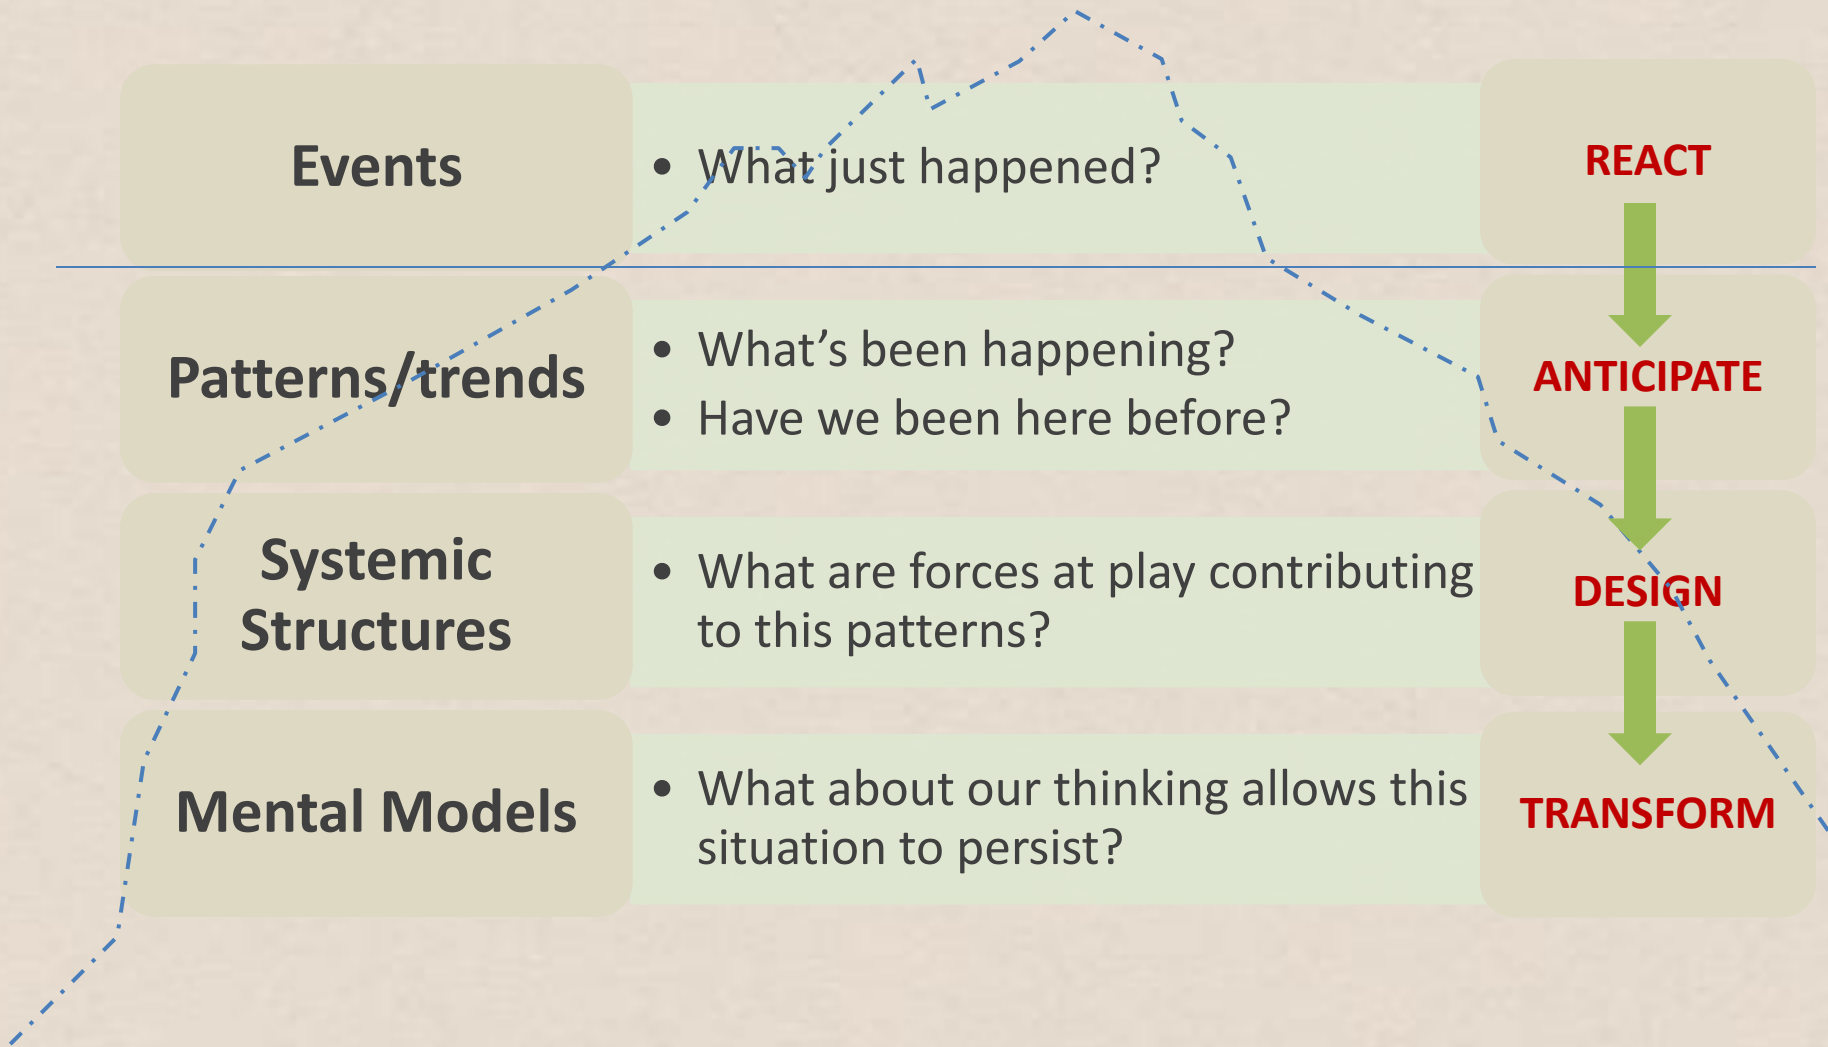 Events
• What just happened?
REACT
Patterns/trends
• What’s been happening?
• Have we been here before?
ANTICIPATE
Systemic
Structures
• What are forces at play contributing
to this patterns?
DESIGN
Mental Models
• What about our thinking allows this
situation to persist?
TRANSFORM